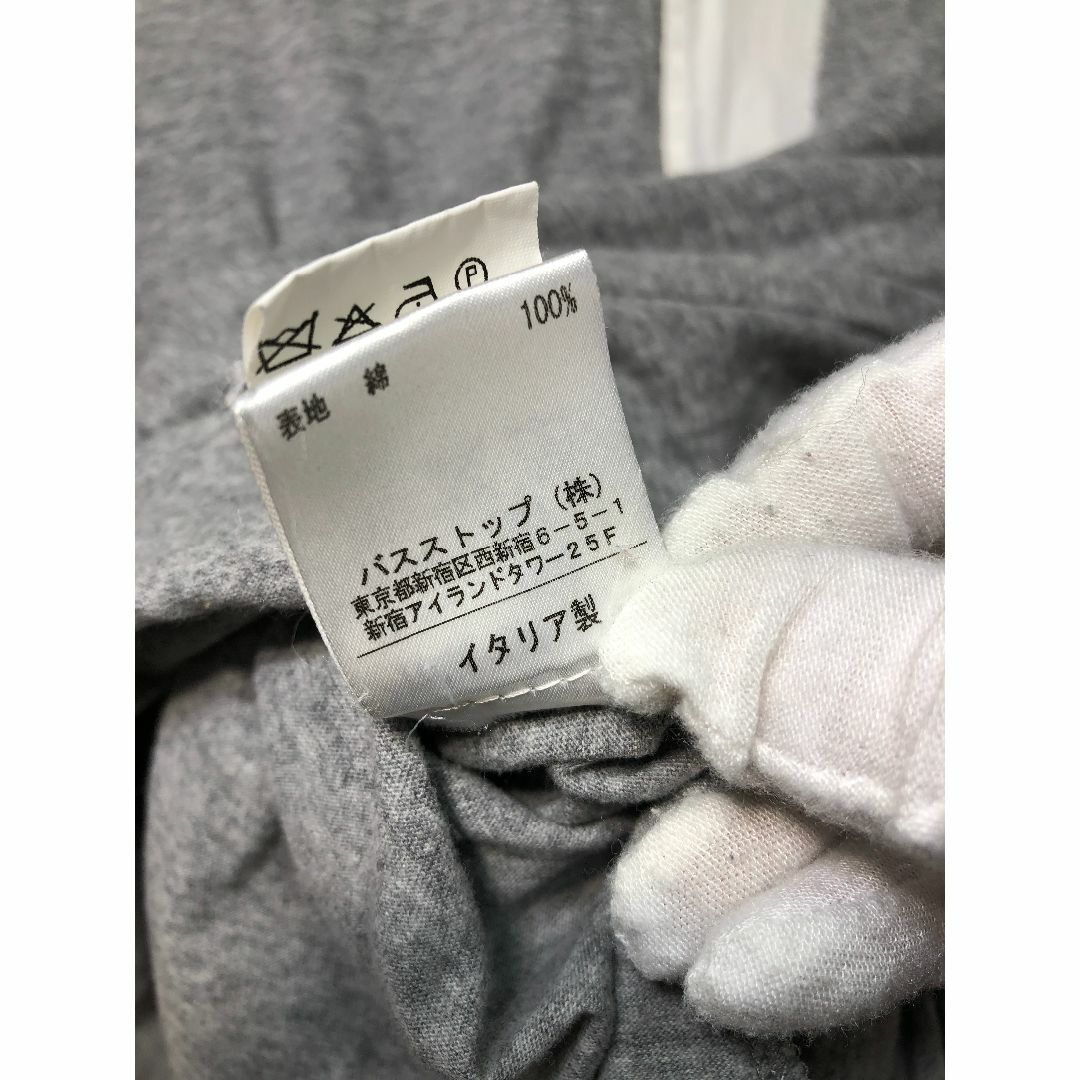 P
表地 綿 100%
バスストップ(株)
東京都新宿区西新宿6-5-1
新宿アイランドタワー25F
イタリア製